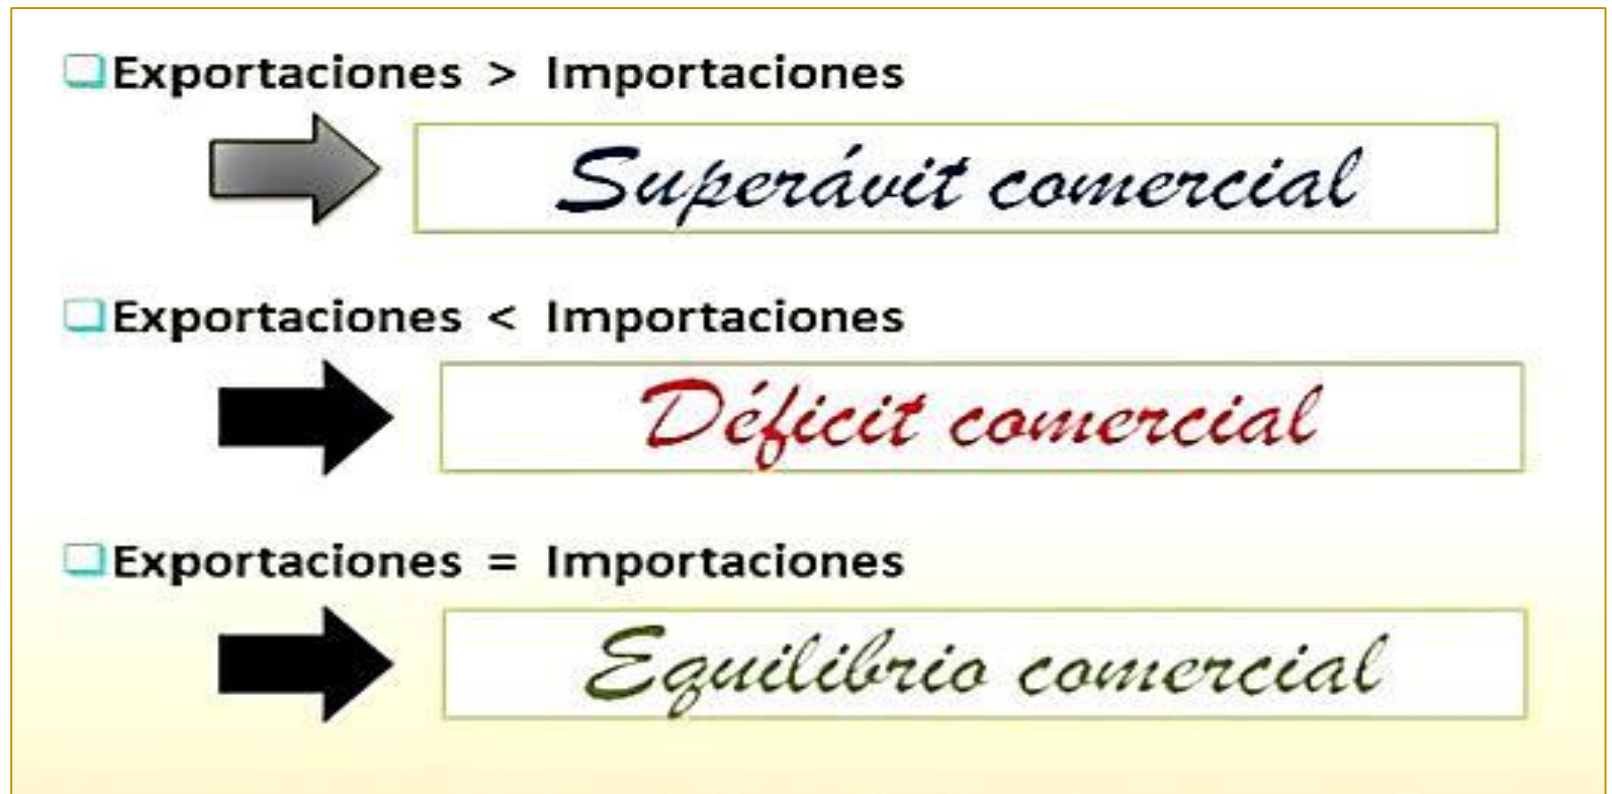 Exportaciones > Importaciones
Superávit comercial
Exportaciones < Importaciones
Déficit comercial
Exportaciones = Importaciones
Equilibrio comercial